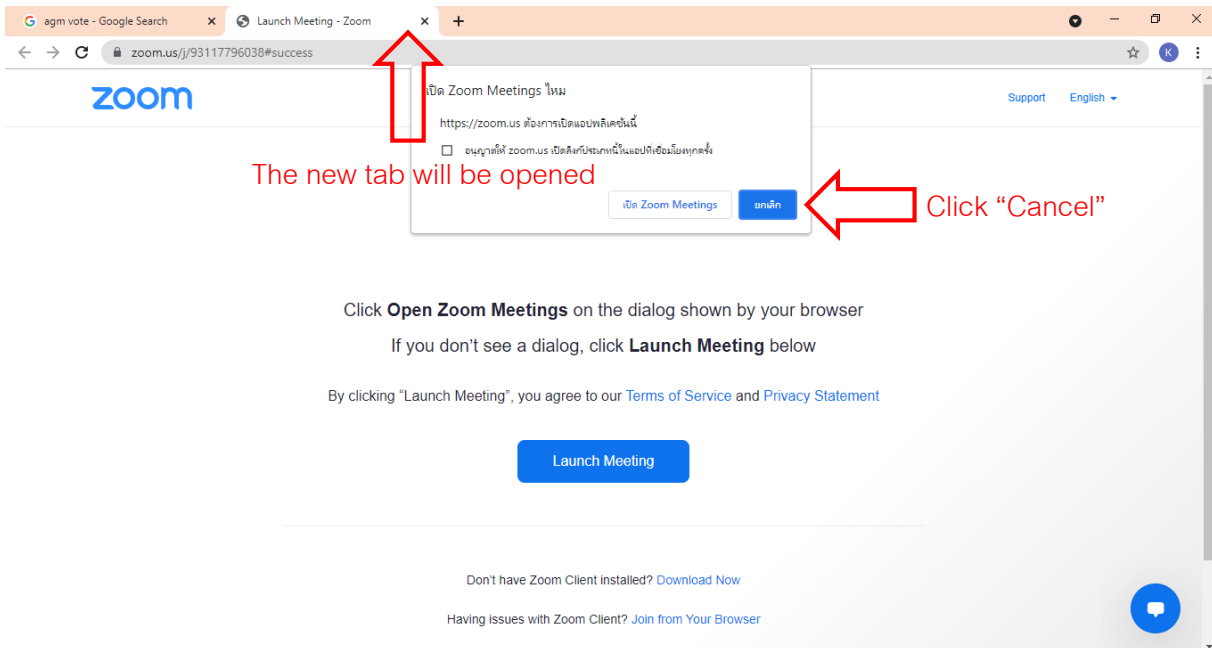 agm vote - Google Search
Launch Meeting - Zoom
zoom.us/j/93117796038#success
K
zoom
Support
English
เปิด Zoom Meetings ไหม
https://zoom.us ต้องการเปิดแอปพลิเคชันนี้
อนุญาตให้ zoom.us เปิดลิงก์ประเภทนี้ในแอปที่เชื่อมโยงทุกครั้ง
The new tab will be opened
เปิด Zoom Meetings
ยกเลิก
Click “Cancel”
Click Open Zoom Meetings on the dialog shown by your browser
If you don’t see a dialog, click Launch Meeting below
By clicking “Launch Meeting”, you agree to our Terms of Service and Privacy Statement
Launch Meeting
Don’t have Zoom Client installed? Download Now
Having issues with Zoom Client? Join from Your Browser